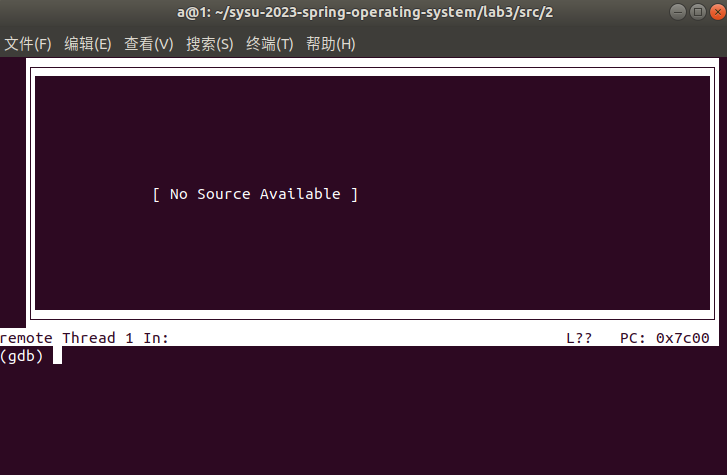 a@1: ~/sysu-2023-spring-operating-system/lab3/src/2
文件(F) 编辑(E) 查看(V) 搜索(S) 终端(T) 帮助(H)
[ No Source Available ]
remote Thread 1 In: L?? PC: 0x7c00
(gdb)